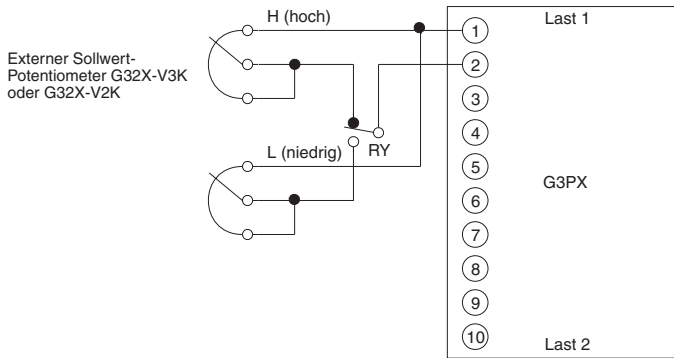 H (hoch)
Externer Sollwert-
Potentiometer G32X-V3K
oder G32X-V2K
L (niedrig)
RY
Last 1
1
2
3
4
5
6
7
8
9
10
G3PX
Last 2